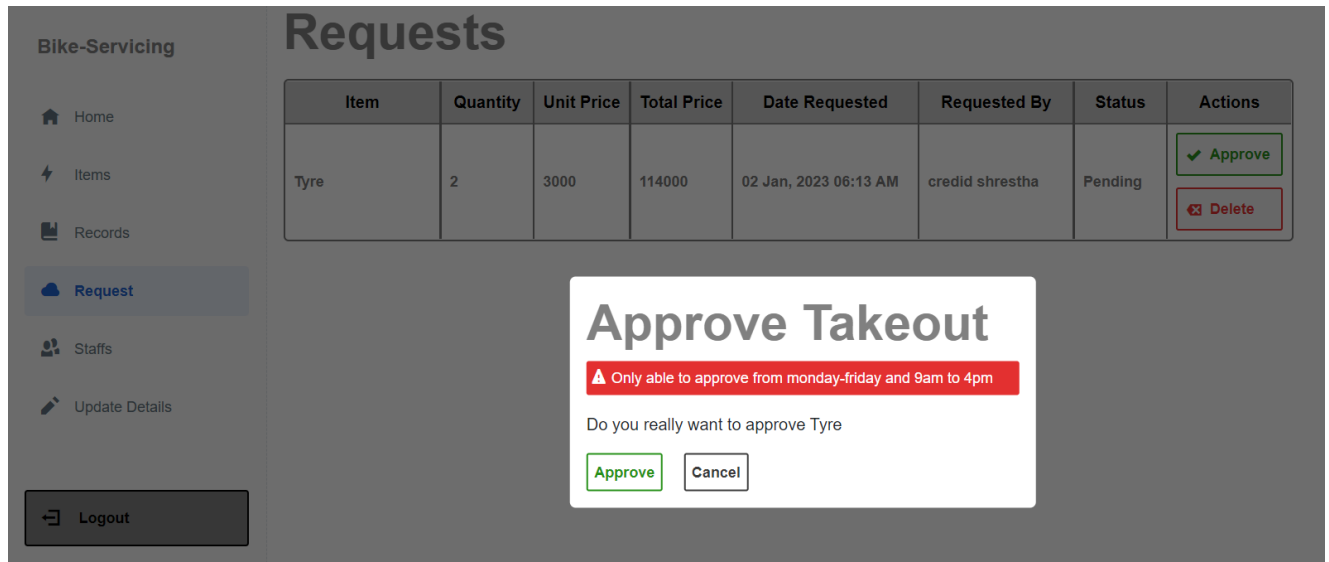 Bike-Servicing
Home
Items
Records
Request
Staffs
Update Details
Logout
Requests
Item Quantity Unit Price Total Price Date Requested Requested By Status Actions
Tyre 2 3000 114000 02 Jan, 2023 06:13 AM credid shrestha Pending
Approve
Delete
Approve Takeout
Only able to approve from monday-friday and 9am to 4pm
Do you really want to approve Tyre
Approve Cancel